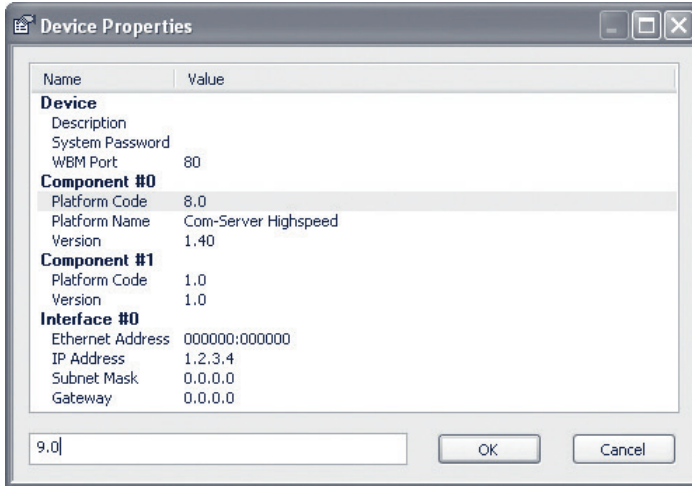 Device Properties
Name Value
Device
Description
System Password
WBM Port 80
Component #0
Platform Code 8.0
Platform Name Com-Server Highspeed
Version 1.40
Component #1
Platform Code 1.0
Version 1.0
Interface #0
Ethernet Address 000000:000000
IP Address 1.2.3.4
Subnet Mask 0.0.0.0
Gateway 0.0.0.0
9.0
OK Cancel